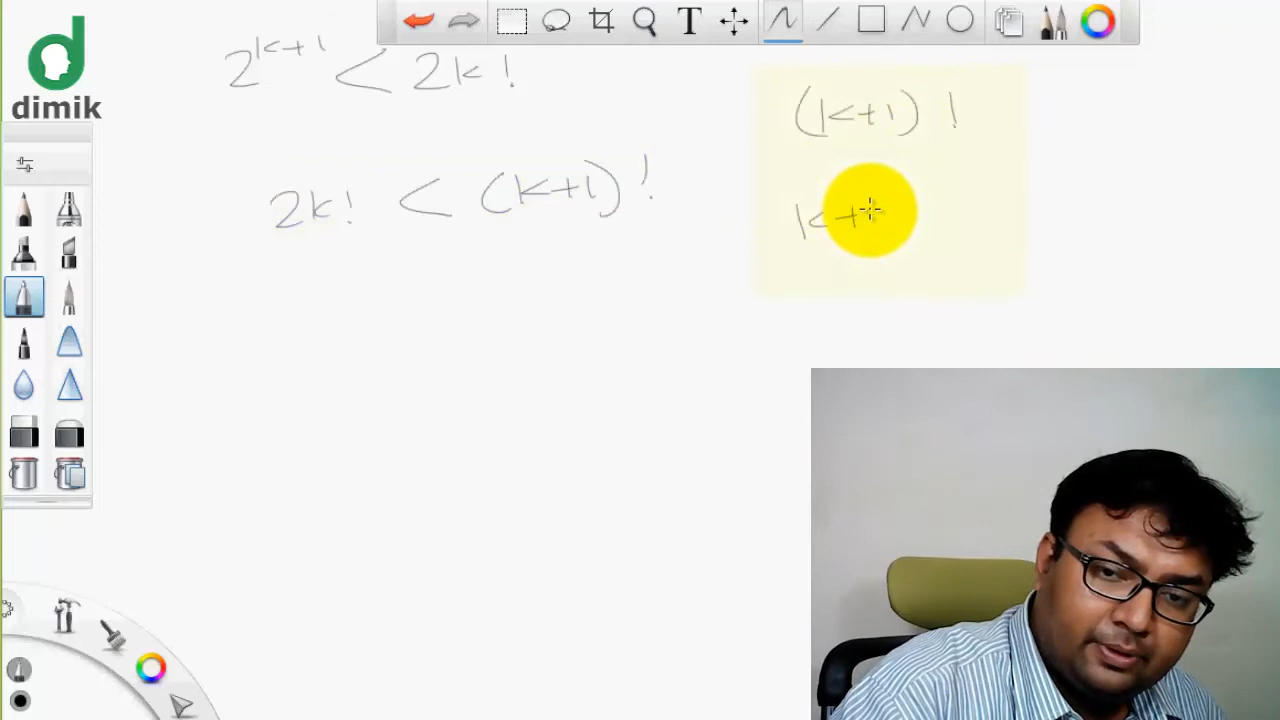 dimik
T
2^{k+1} < 2k!
2k! < (k+1)!
(k+1)!
k+